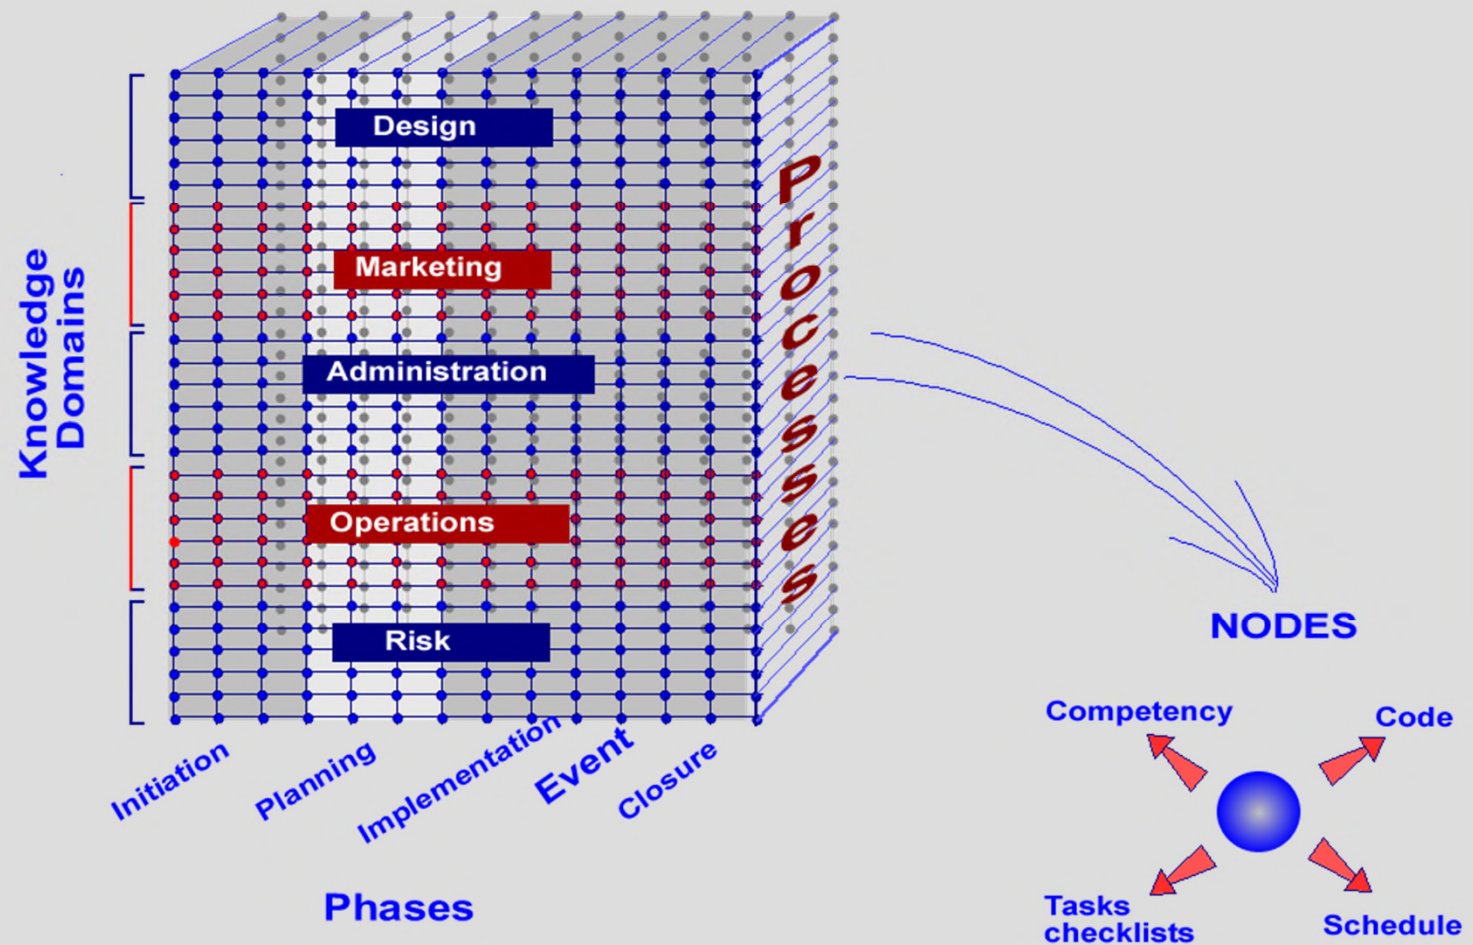 Knowledge
Domains
Design
Marketing
Administration
Operations
Risk
Processes
Initiation
Planning
Implementation
Event
Closure
Phases
NODES
Competency
Code
Tasks
checklists
Schedule